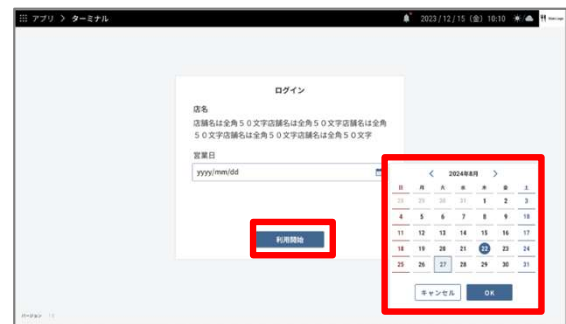 アプリ > ターミナル
2023/12/15 (金) 10:10
ログイン
店名
店舗名は全角50文字店舗名は全角50文字店舗名は全角
50文字店舗名は全角50文字店舗名は全角50文字
営業日
yyyy/mm/dd
利用開始
< 2024年8月 >
日 月 火 水 木 金 土
28 29 30 31 1 2 3
4 5 6 7 8 9 10
11 12 13 14 15 16 17
18 19 20 21 22 23 24
25 26 27 28 29 30 31
キャンセル OK
バージョン